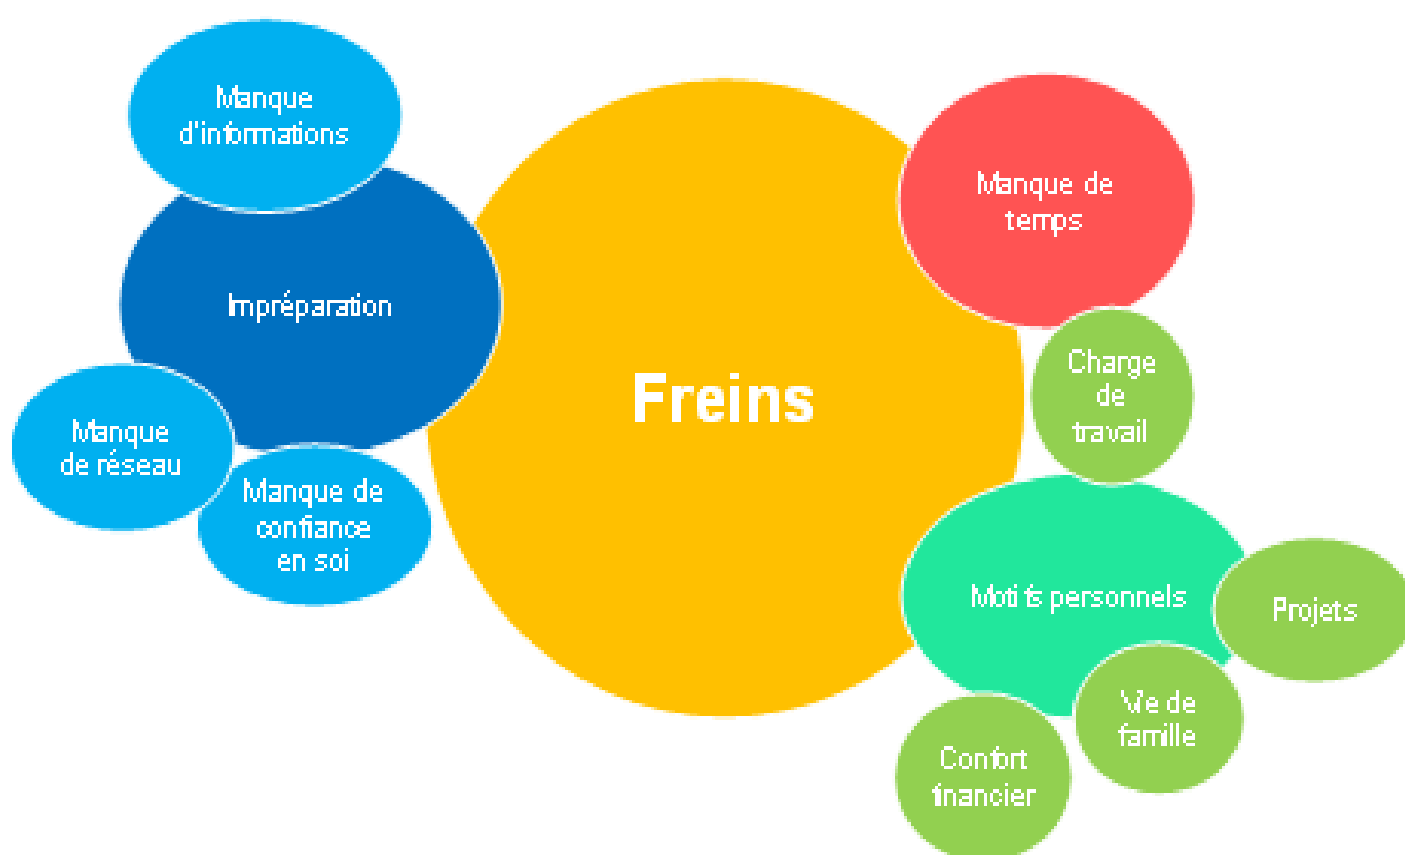 Manque
d'informations
Impréparation
Manque
de réseau
Manque de
confiance
en soi
Freins
Manque de
temps
Charge
de
travail
Motifs personnels
Projets
Vie de
famille
Confort
financier